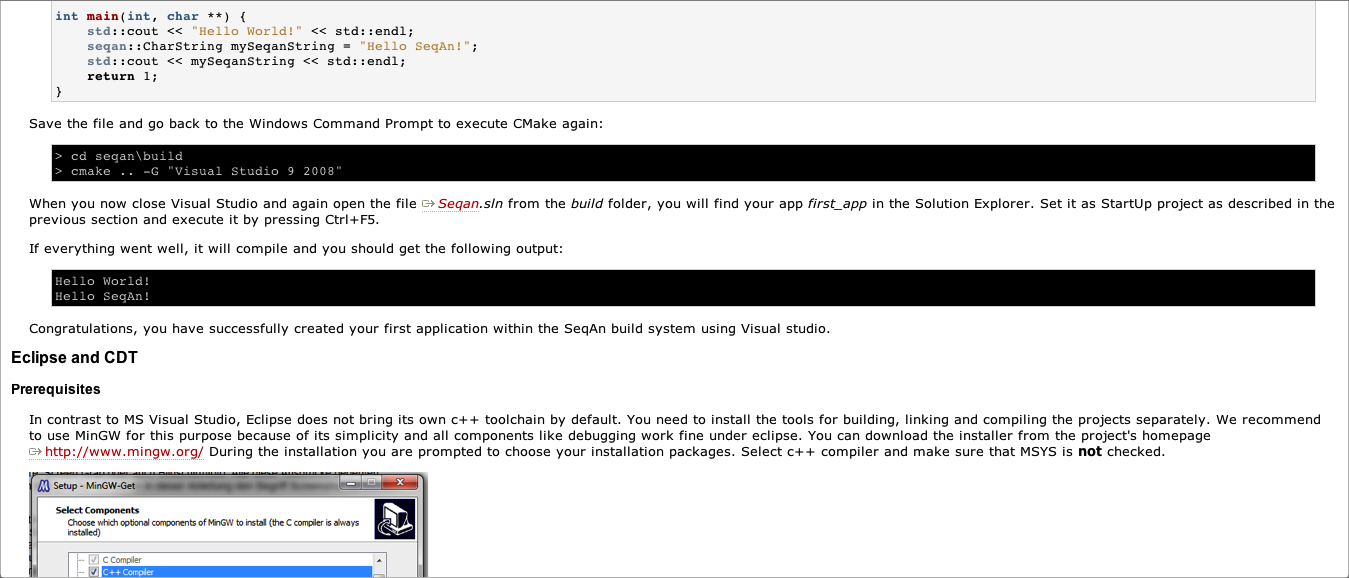 int main(int, char **) {
std::cout << "Hello World!" << std::endl;
seqan::CharString mySeqanString = "Hello SeqAn!";
std::cout << mySeqanString << std::endl;
return 1;
}
Save the file and go back to the Windows Command Prompt to execute CMake again:
> cd seqan\build
> cmake .. -G "Visual Studio 9 2008"
When you now close Visual Studio and again open the file Seqan.sln from the build folder, you will find your app first_app in the Solution Explorer. Set it as StartUp project as described in the
previous section and execute it by pressing Ctrl+F5.
If everything went well, it will compile and you should get the following output:
Hello World!
Hello SeqAn!
Congratulations, you have successfully created your first application within the SeqAn build system using Visual studio.
Eclipse and CDT
Prerequisites
In contrast to MS Visual Studio, Eclipse does not bring its own c++ toolchain by default. You need to install the tools for building, linking and compiling the projects separately. We recommend
to use MinGW for this purpose because of its simplicity and all components like debugging work fine under eclipse. You can download the installer from the project's homepage
http://www.mingw.org/ During the installation you are prompted to choose your installation packages. Select c++ compiler and make sure that MSYS is not checked.
Setup - MinGW-Get
Select Components
Choose which optional components of MinGW to install (the C compiler is always
installed)
C Compiler
C++ Compiler